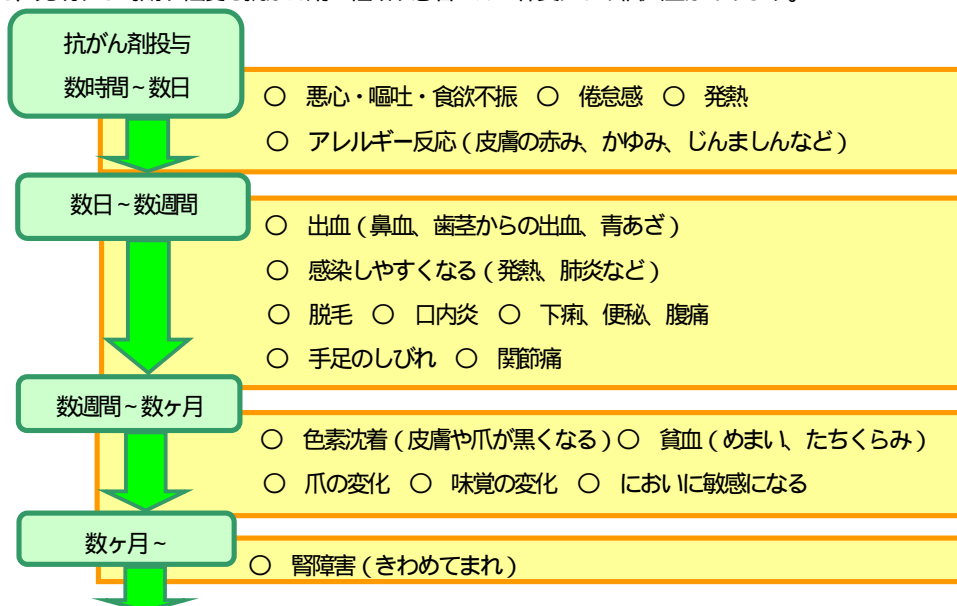 抗がん剤投与
数時間~数日
○ 悪心・嘔吐・食欲不振 ○ 倦怠感 ○ 発熱
○ アレルギー反応(皮膚の赤み、かゆみ、じんましんなど)
数日~数週間
○ 出血(鼻血、歯茎からの出血、青あざ)
○ 感染しやすくなる(発熱、肺炎など)
○ 脱毛 ○ 口内炎 ○ 下痢、便秘、腹痛
○ 手足のしびれ ○ 関節痛
数週間~数ヶ月
○ 色素沈着(皮膚や爪が黒くなる)○ 貧血(めまい、たちくらみ)
○ 爪の変化 ○ 味覚の変化 ○ においに敏感になる
数ヶ月~
○ 腎障害(きわめてまれ)